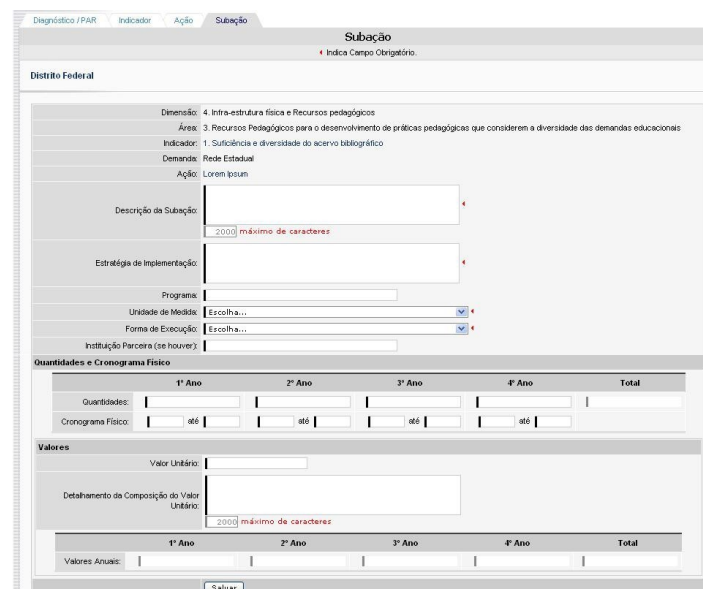 Diagnóstico / PAR Indicador Ação Subação
Subação
Indica Campo Obrigatório.
Distrito Federal
Dimensão: 4. Infra-estrutura física e Recursos pedagógicos
Área: 3. Recursos Pedagógicos para o desenvolvimento de práticas pedagógicas que considerem a diversidade das demandas educacionais
Indicador: 1. Suficiência e diversidade do acervo bibliográfico
Demanda: Rede Estadual
Ação: Lorem Ipsum
Descrição da Subação:
2000 máximo de caracteres
Estratégia de Implementação:
Programa:
Unidade de Medida: Escolha...
Forma de Execução: Escolha...
Instituição Parceira (se houver):
Quantidades e Cronograma Físico
1º Ano 2º Ano 3º Ano 4º Ano Total
Quantidades:
Cronograma Físico: até até até até
Valores
Valor Unitário:
Detalhamento da Composição do Valor
Unitário:
2000 máximo de caracteres
1º Ano 2º Ano 3º Ano 4º Ano Total
Valores Anuais:
Salvar